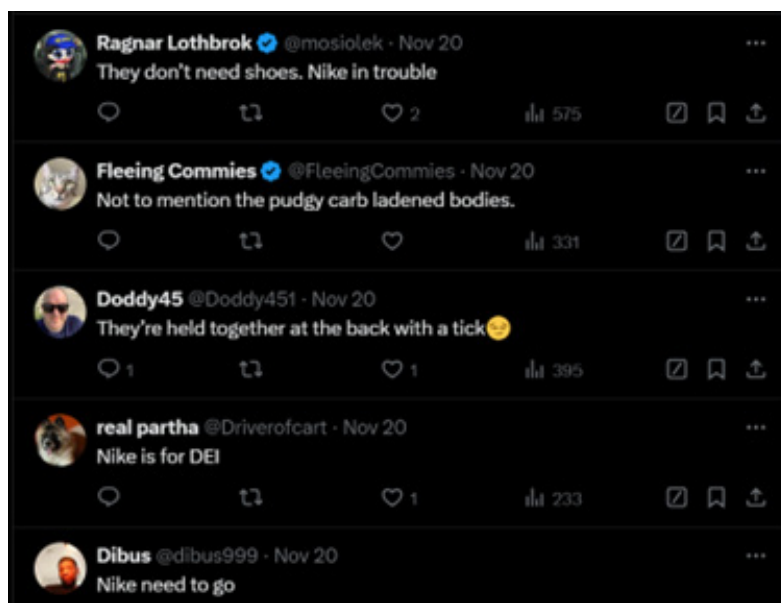 Ragnar Lothbrok @mosiolek · Nov 20
They don't need shoes. Nike in trouble
2 575
Fleeing Commies @FleeingCommies · Nov 20
Not to mention the pudgy carb ladened bodies.
331
Doddy45 @Doddy451 · Nov 20
They're held together at the back with a tick😏
1 1 395
real partha @Driverofcart · Nov 20
Nike is for DEI
1 233
Dibus @dibus999 · Nov 20
Nike need to go